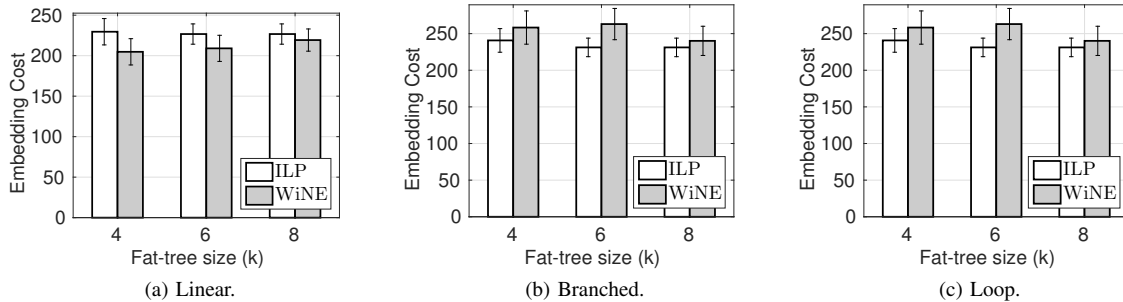 250
200
150
100
50
0
Embedding Cost
4 6 8
Fat-tree size (k)
ILP
WiNE
(a) Linear.
250
200
150
100
50
0
Embedding Cost
4 6 8
Fat-tree size (k)
ILP
WiNE
(b) Branched.
250
200
150
100
50
0
Embedding Cost
4 6 8
Fat-tree size (k)
ILP
WiNE
(c) Loop.